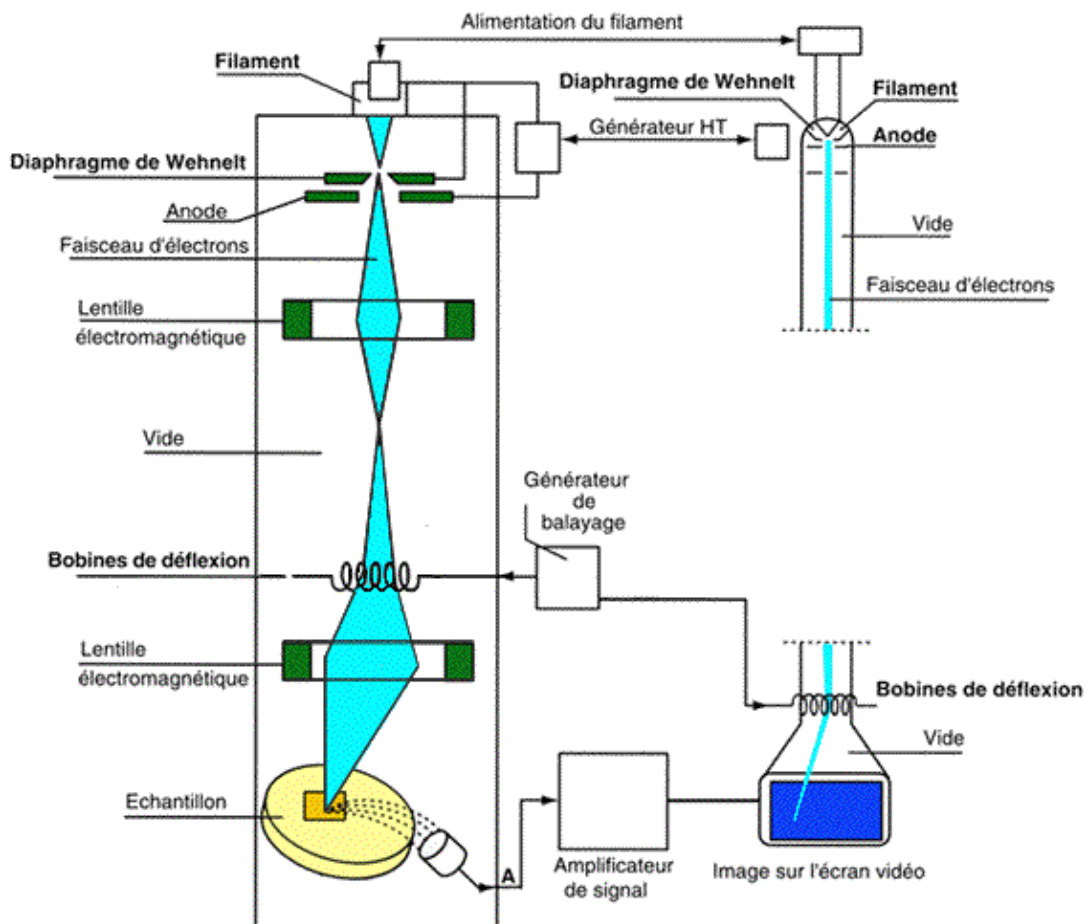 Alimentation du filament
Filament
Diaphragme de Wehnelt
Filament
Générateur HT
Anode
Diaphragme de Wehnelt
Anode
Vide
Faisceau d'électrons
Faisceau d'électrons
Lentille
électromagnétique
Vide
Générateur
de
balayage
Bobines de déflexion
Lentille
électromagnétique
Bobines de déflexion
Vide
Echantillon
A
Amplificateur
de signal
Image sur l'écran vidéo